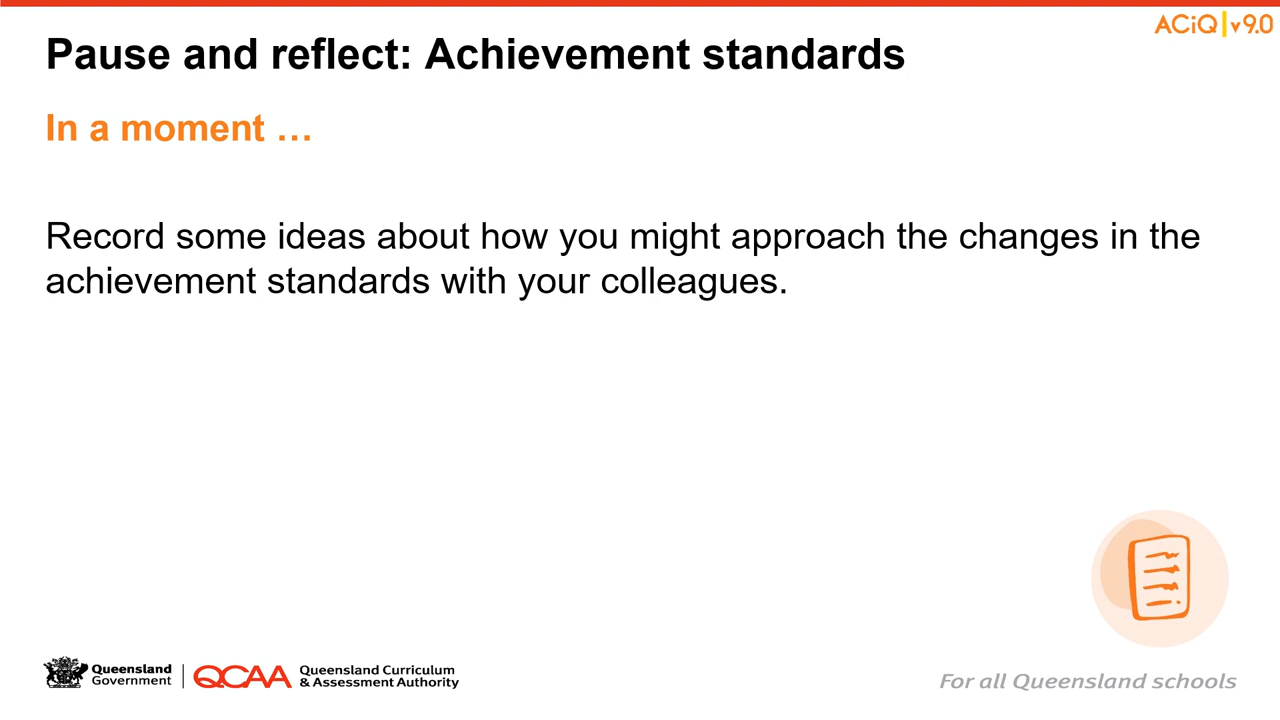 ACiQ|v9.0
Pause and reflect: Achievement standards
In a moment …
Record some ideas about how you might approach the changes in the
achievement standards with your colleagues.
Queensland
Government
QCAA
Queensland Curriculum
& Assessment Authority
For all Queensland schools